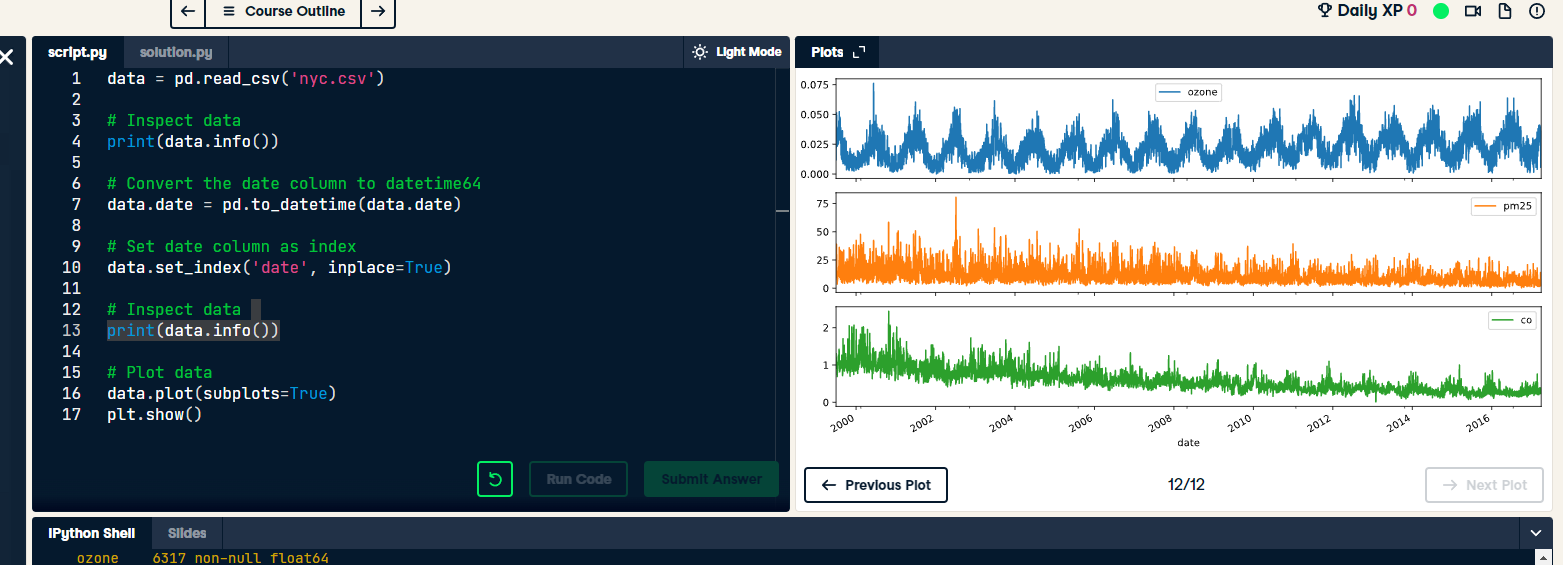 Course Outline
Daily XP 0
script.py
solution.py
Light Mode
1 data = pd.read_csv('nyc.csv')
2
3 # Inspect data
4 print(data.info())
5
6 # Convert the date column to datetime64
7 data.date = pd.to_datetime(data.date)
8
9 # Set date column as index
10 data.set_index('date', inplace=True)
11
12 # Inspect data
13 print(data.info())
14
15 # Plot data
16 data.plot(subplots=True)
17 plt.show()
Run Code
Submit Answer
Plots
0.075
0.050
0.025
0.000
ozone
75
50
25
0
pm25
2
1
0
co
2000 2002 2004 2006 2008 2010 2012 2014 2016
date
Previous Plot
12/12
Next Plot
IPython Shell
Slides
ozone 6317 non-null float64